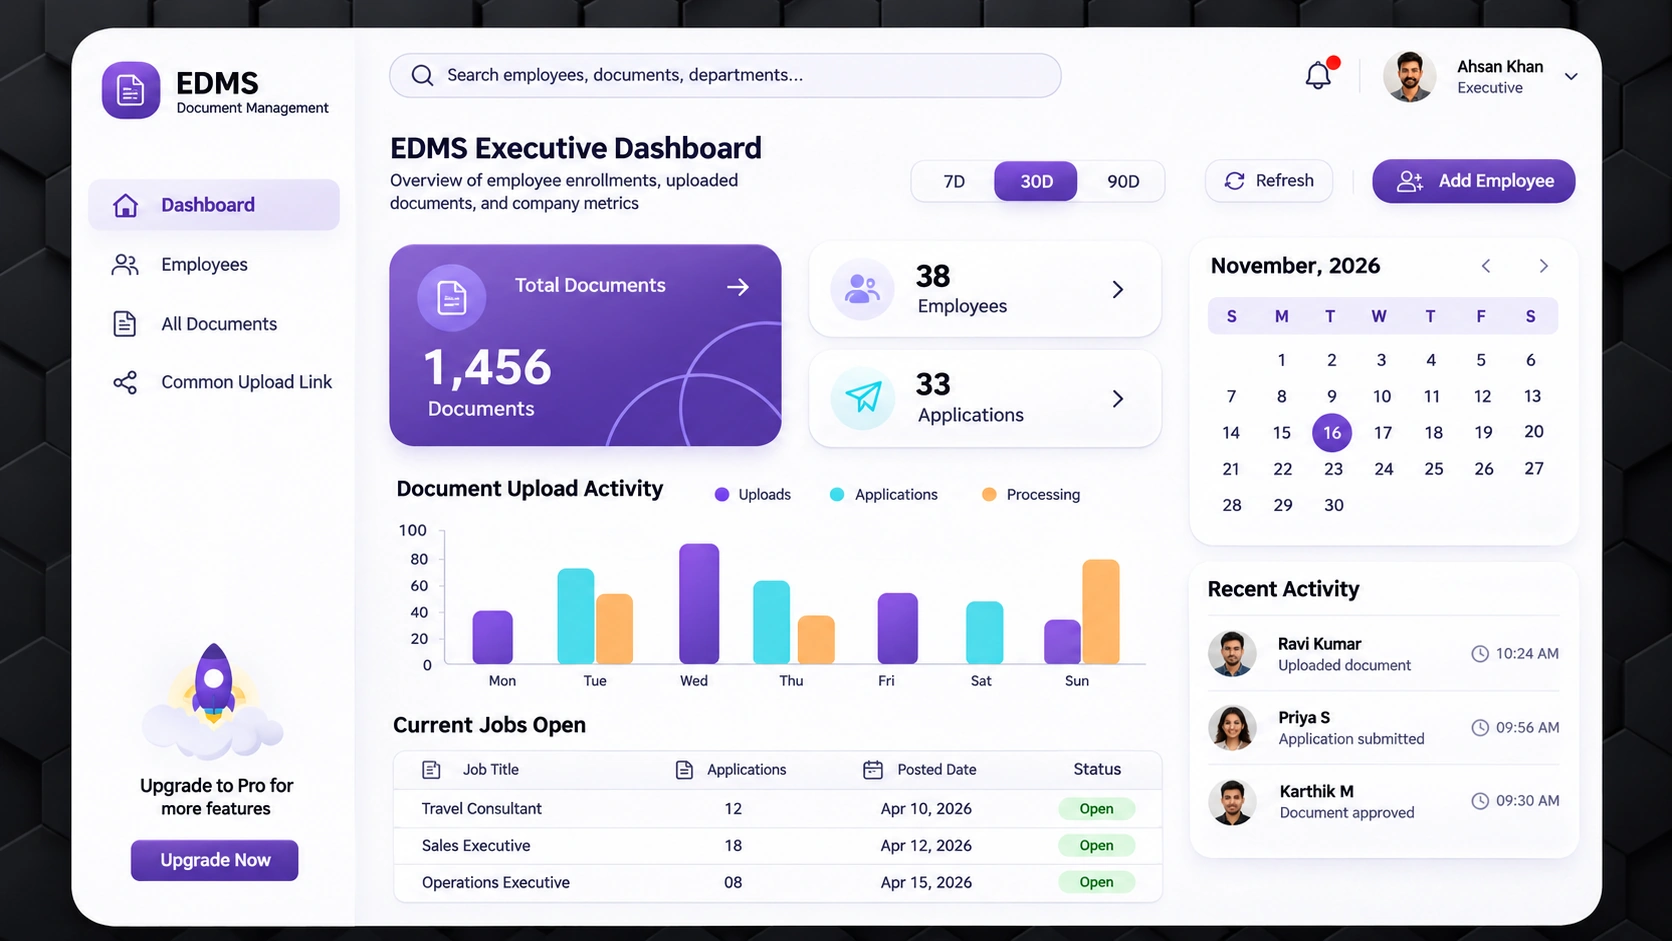 EDMS
Document Management
Search employees, documents, departments...
Ahsan Khan
Executive
Dashboard
Employees
All Documents
Common Upload Link
Upgrade to Pro for
more features
Upgrade Now
EDMS Executive Dashboard
Overview of employee enrollments, uploaded
documents, and company metrics
7D 30D 90D
Refresh
Add Employee
Total Documents
1,456
Documents
38
Employees
33
Applications
November, 2026
S M T W T F S
1 2 3 4 5 6
7 8 9 10 11 12 13
14 15 16 17 18 19 20
21 22 23 24 25 26 27
28 29 30
Document Upload Activity
Uploads Applications Processing
100
80
60
40
20
0
Mon Tue Wed Thu Fri Sat Sun
Current Jobs Open
Job Title Applications Posted Date Status
Travel Consultant 12 Apr 10, 2026 Open
Sales Executive 18 Apr 12, 2026 Open
Operations Executive 08 Apr 15, 2026 Open
Recent Activity
Ravi Kumar
Uploaded document
10:24 AM
Priya S
Application submitted
09:56 AM
Karthik M
Document approved
09:30 AM